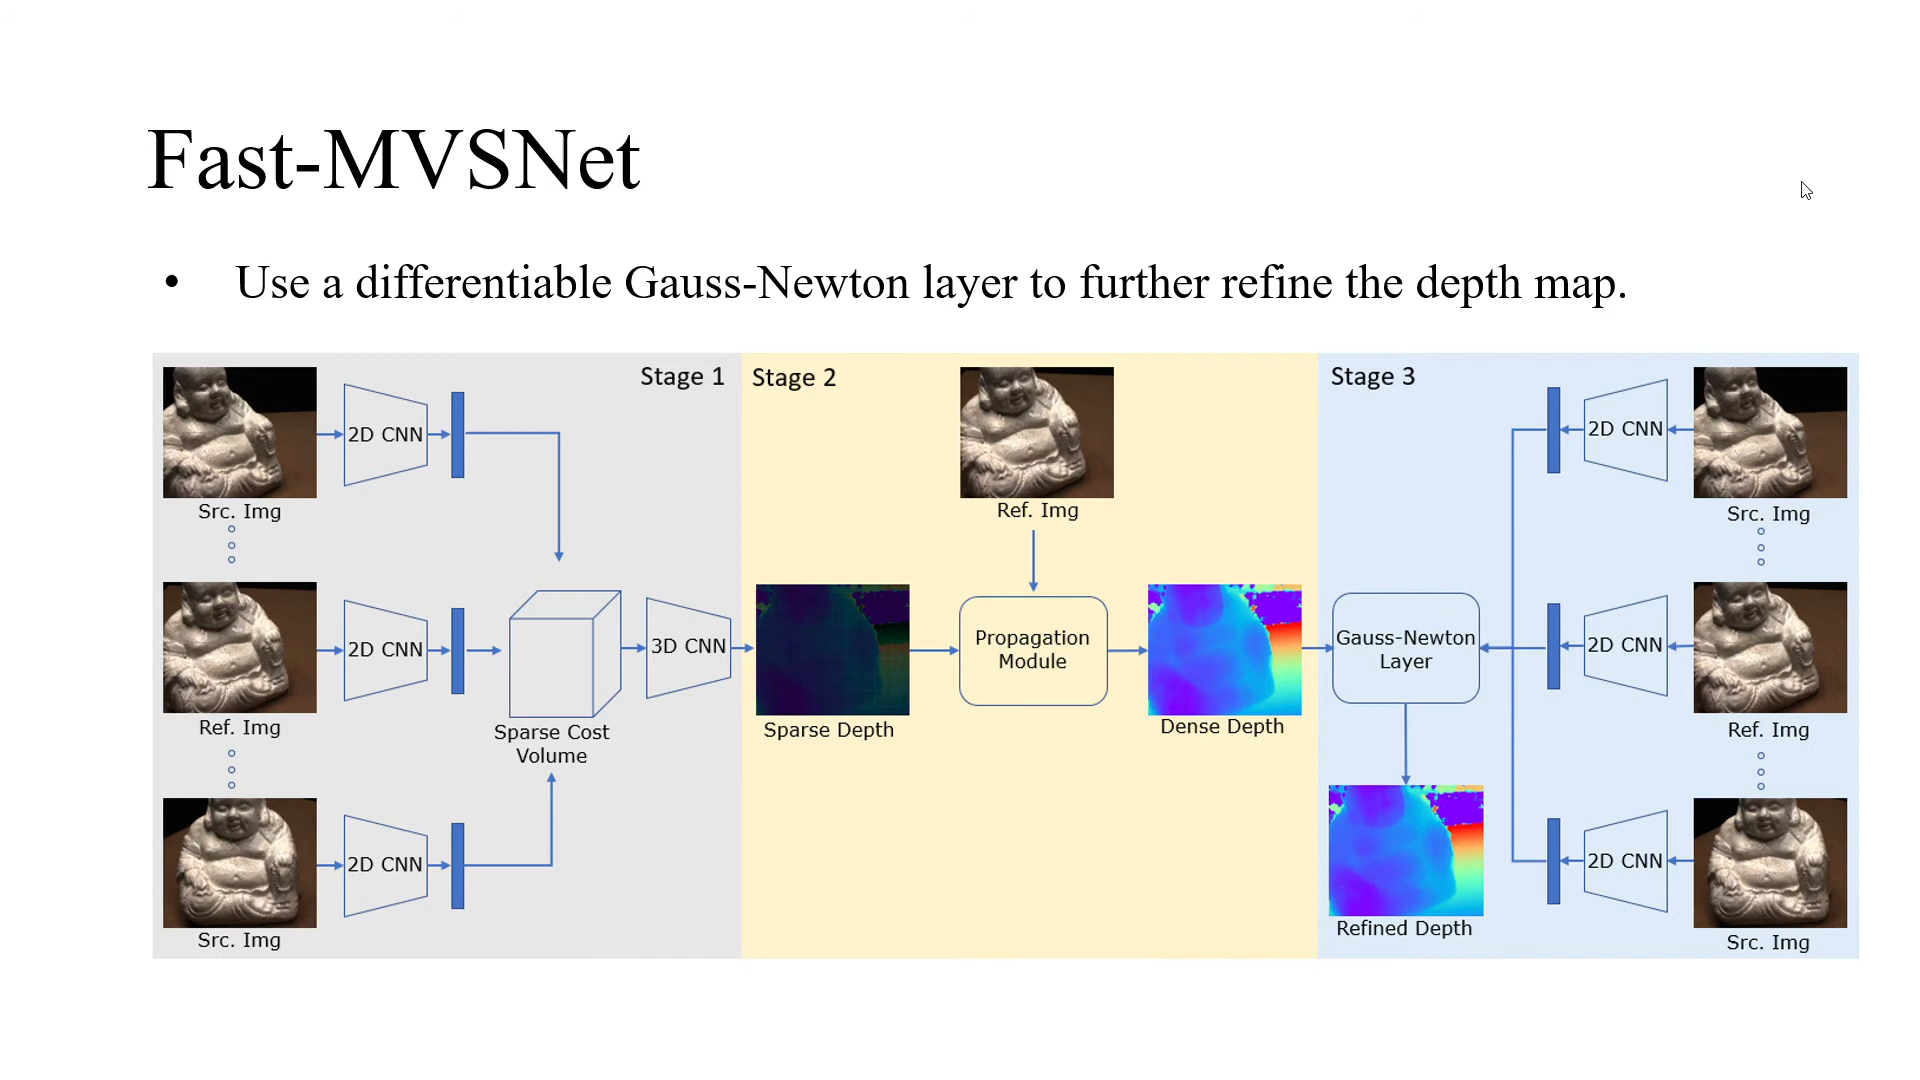 Fast-MVSNet
• Use a differentiable Gauss-Newton layer to further refine the depth map.
Stage 1
2D CNN
Src. Img
2D CNN
Ref. Img
2D CNN
Src. Img
Sparse Cost
Volume
3D CNN
Stage 2
Ref. Img
Sparse Depth
Propagation
Module
Dense Depth
Stage 3
Gauss-Newton
Layer
Refined Depth
2D CNN
Src. Img
2D CNN
Ref. Img
2D CNN
Src. Img